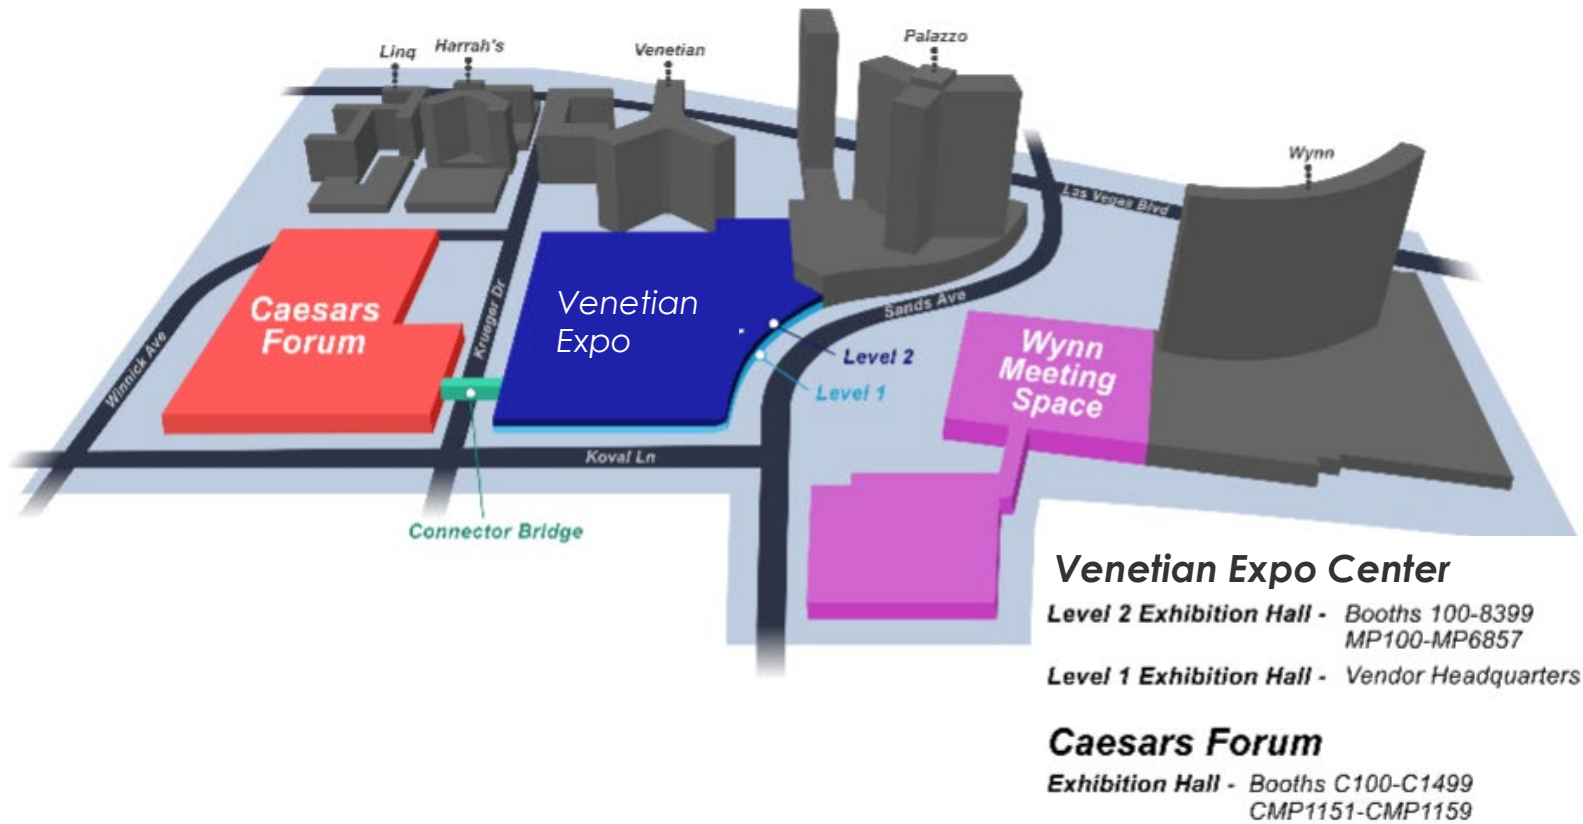 Linq
Harrah's
Venetian
Palazzo
Wynn
Las Vegas Blvd
Caesars
Forum
Venetian
Expo
Krueger Dr
Winnick Ave
Sands Ave
Level 2
Level 1
Wynn
Meeting
Space
Koval Ln
Connector Bridge
Venetian Expo Center
Level 2 Exhibition Hall - Booths 100-8399
MP100-MP6857
Level 1 Exhibition Hall - Vendor Headquarters
Caesars Forum
Exhibition Hall - Booths C100-C1499
CMP1151-CMP1159